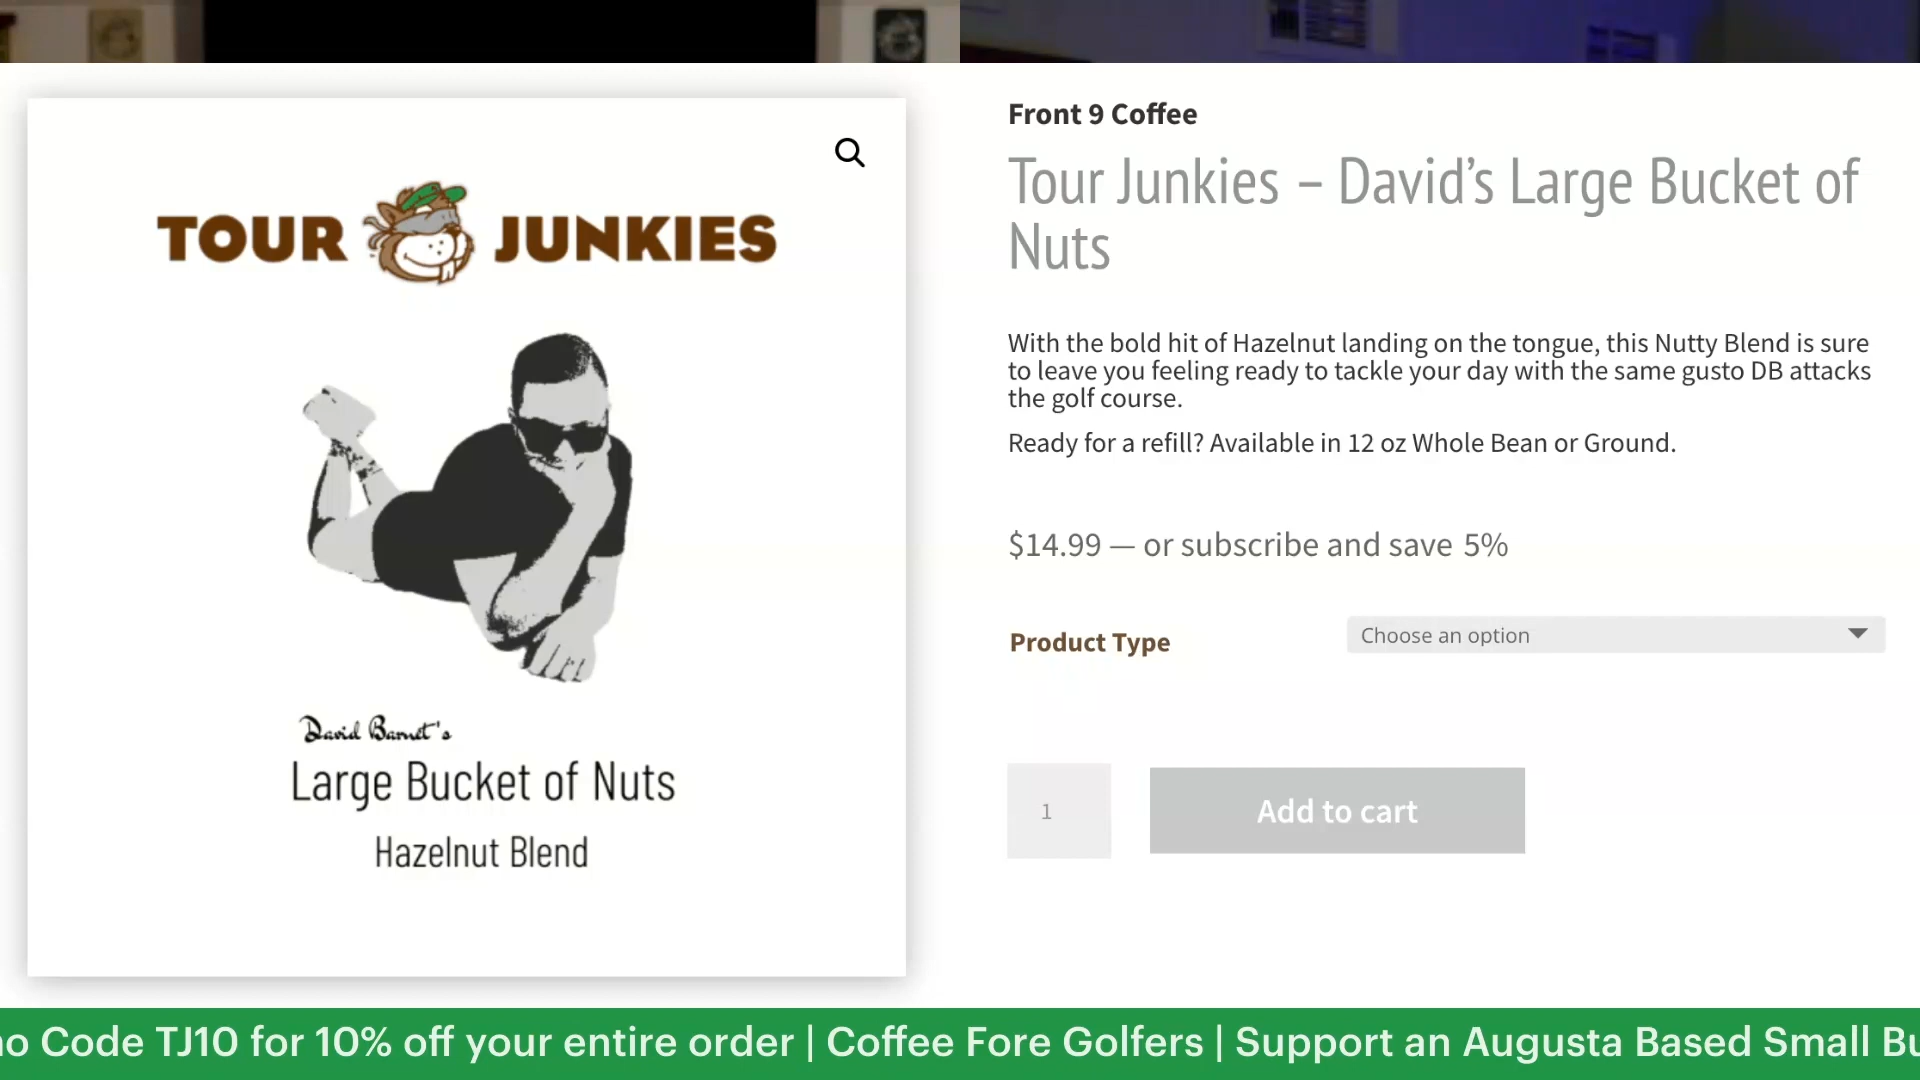 TOUR JUNKIES
David Barnet's
Large Bucket of Nuts
Hazelnut Blend
Front 9 Coffee
Tour Junkies – David’s Large Bucket of
Nuts
With the bold hit of Hazelnut landing on the tongue, this Nutty Blend is sure
to leave you feeling ready to tackle your day with the same gusto DB attacks
the golf course.
Ready for a refill? Available in 12 oz Whole Bean or Ground.
$14.99 — or subscribe and save 5%
Product Type
Choose an option
1
Add to cart
Code TJ10 for 10% off your entire order | Coffee Fore Golfers | Support an Augusta Based Small